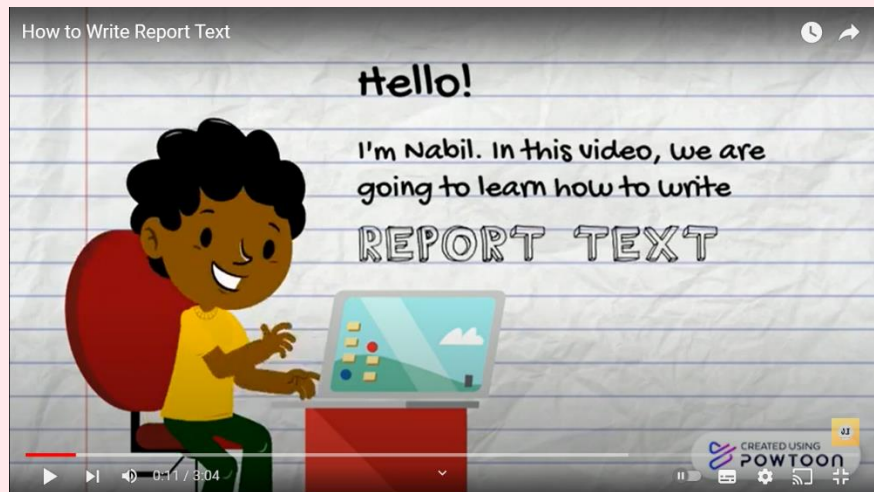 How to Write Report Text
Hello!
I'm Nabil. In this video, we are
going to learn how to write
REPORT TEXT
CREATED USING
POWTOON
0:11 / 3:04